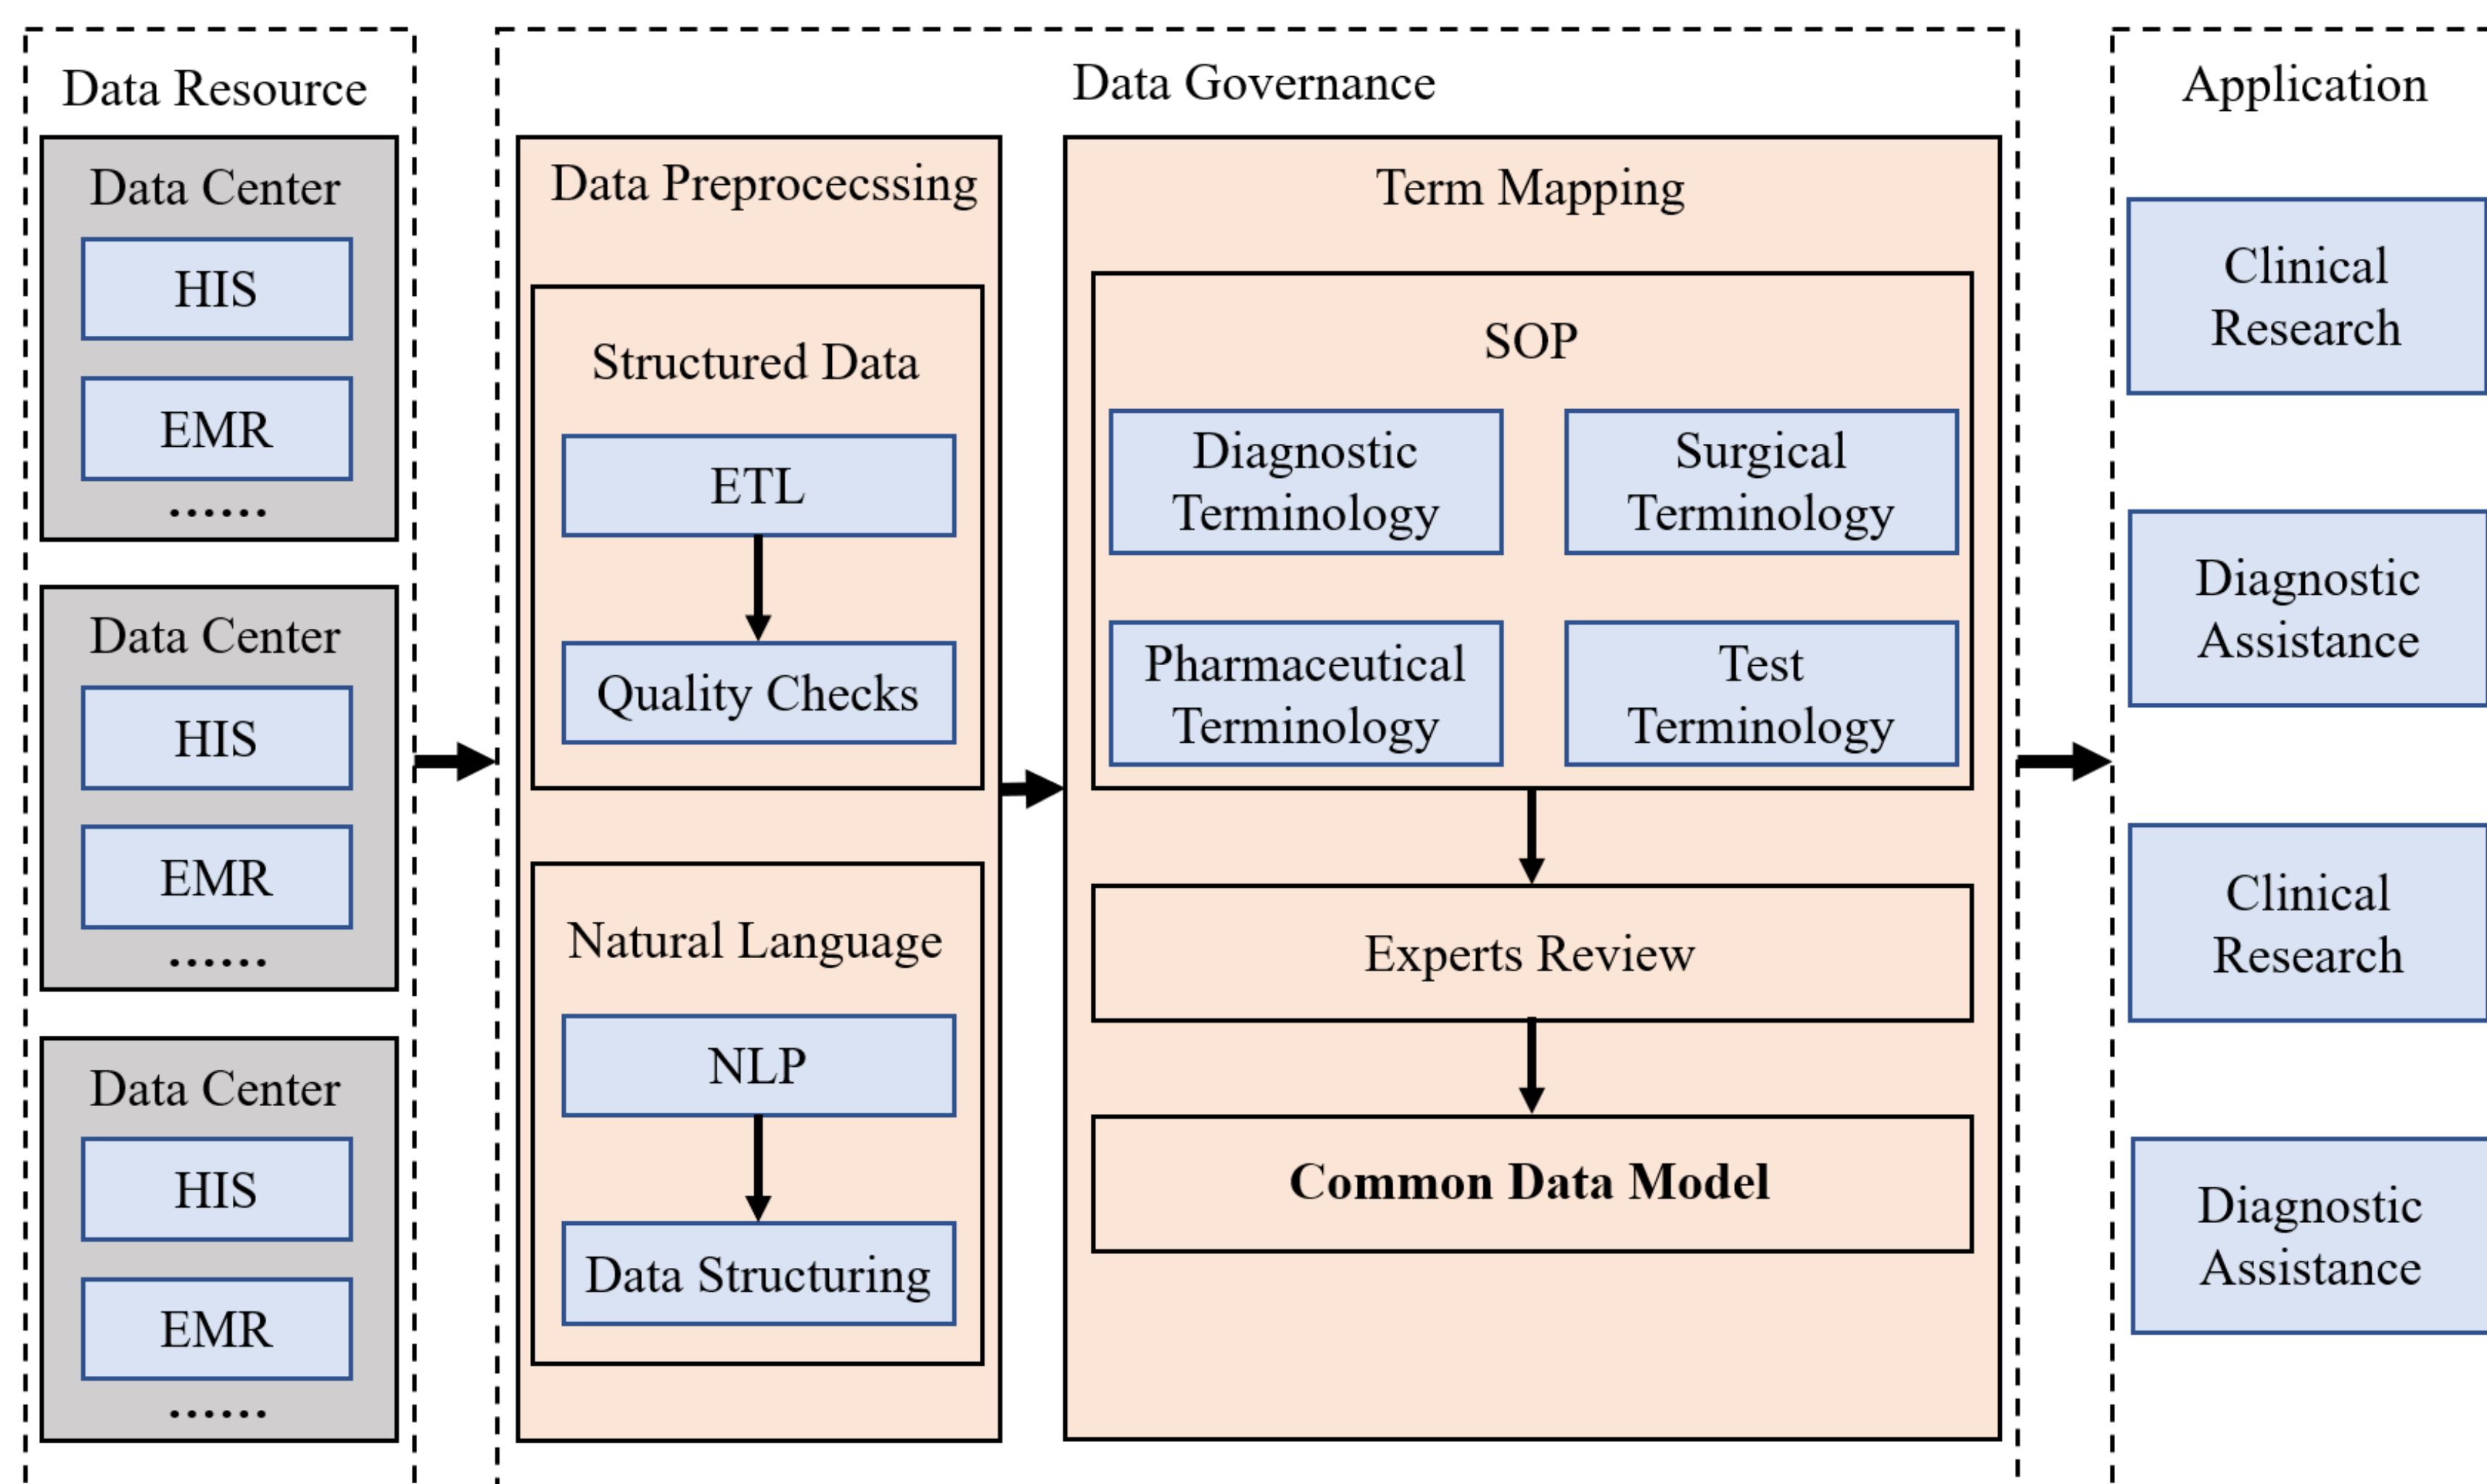 Data Resource
Data Center
HIS
EMR
......
Data Center
HIS
EMR
......
Data Center
HIS
EMR
......
Data Governance
Data Preprocecssing
Structured Data
ETL
Quality Checks
Natural Language
NLP
Data Structuring
Term Mapping
SOP
Diagnostic
Terminology
Surgical
Terminology
Pharmaceutical
Terminology
Test
Terminology
Experts Review
Common Data Model
Application
Clinical
Research
Diagnostic
Assistance
Clinical
Research
Diagnostic
Assistance